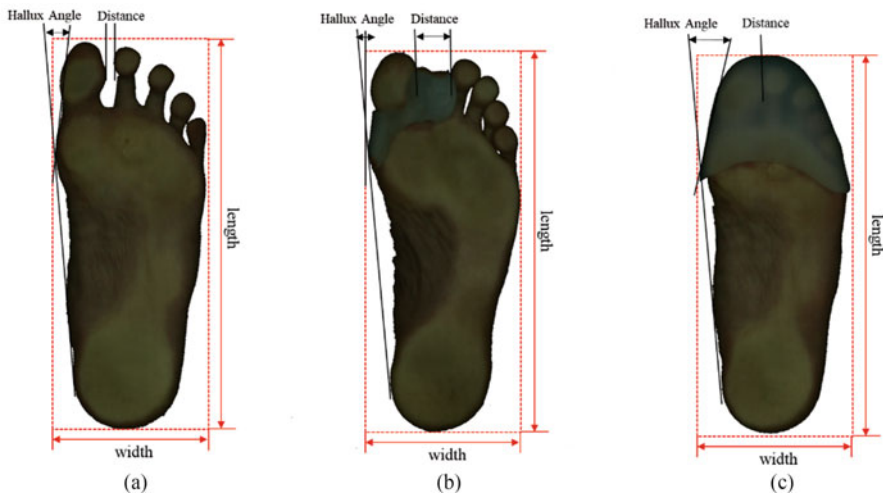 Hallux Angle Distance
length
width
(a)
Hallux Angle Distance
length
width
(b)
Hallux Angle Distance
length
width
(c)